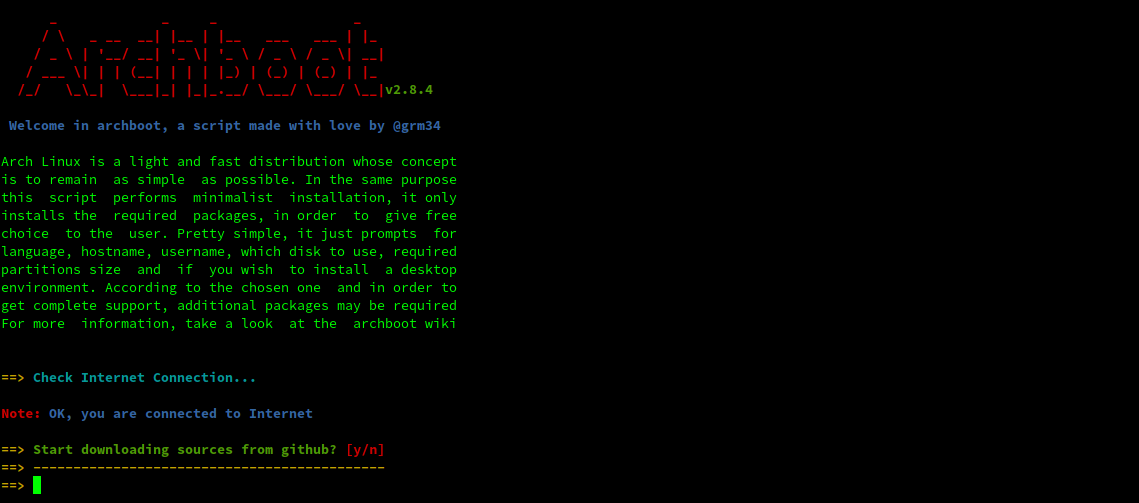 Archboot v2.8.4
Welcome in archboot, a script made with love by @grm34
Arch Linux is a light and fast distribution whose concept
is to remain  as simple  as possible. In the same purpose
this  script  performs  minimalist  installation, it only
installs the  required  packages, in order  to  give free
choice  to the  user. Pretty simple, it just prompts  for
language, hostname, username, which disk to use, required
partitions size  and  if  you wish  to install  a desktop
environment. According to the chosen one  and in order to
get complete support, additional packages may be required
For more  information, take a look  at the  archboot wiki
==> Check Internet Connection...
Note: OK, you are connected to Internet
==> Start downloading sources from github? [y/n]
==> --------------------------------------------
==>